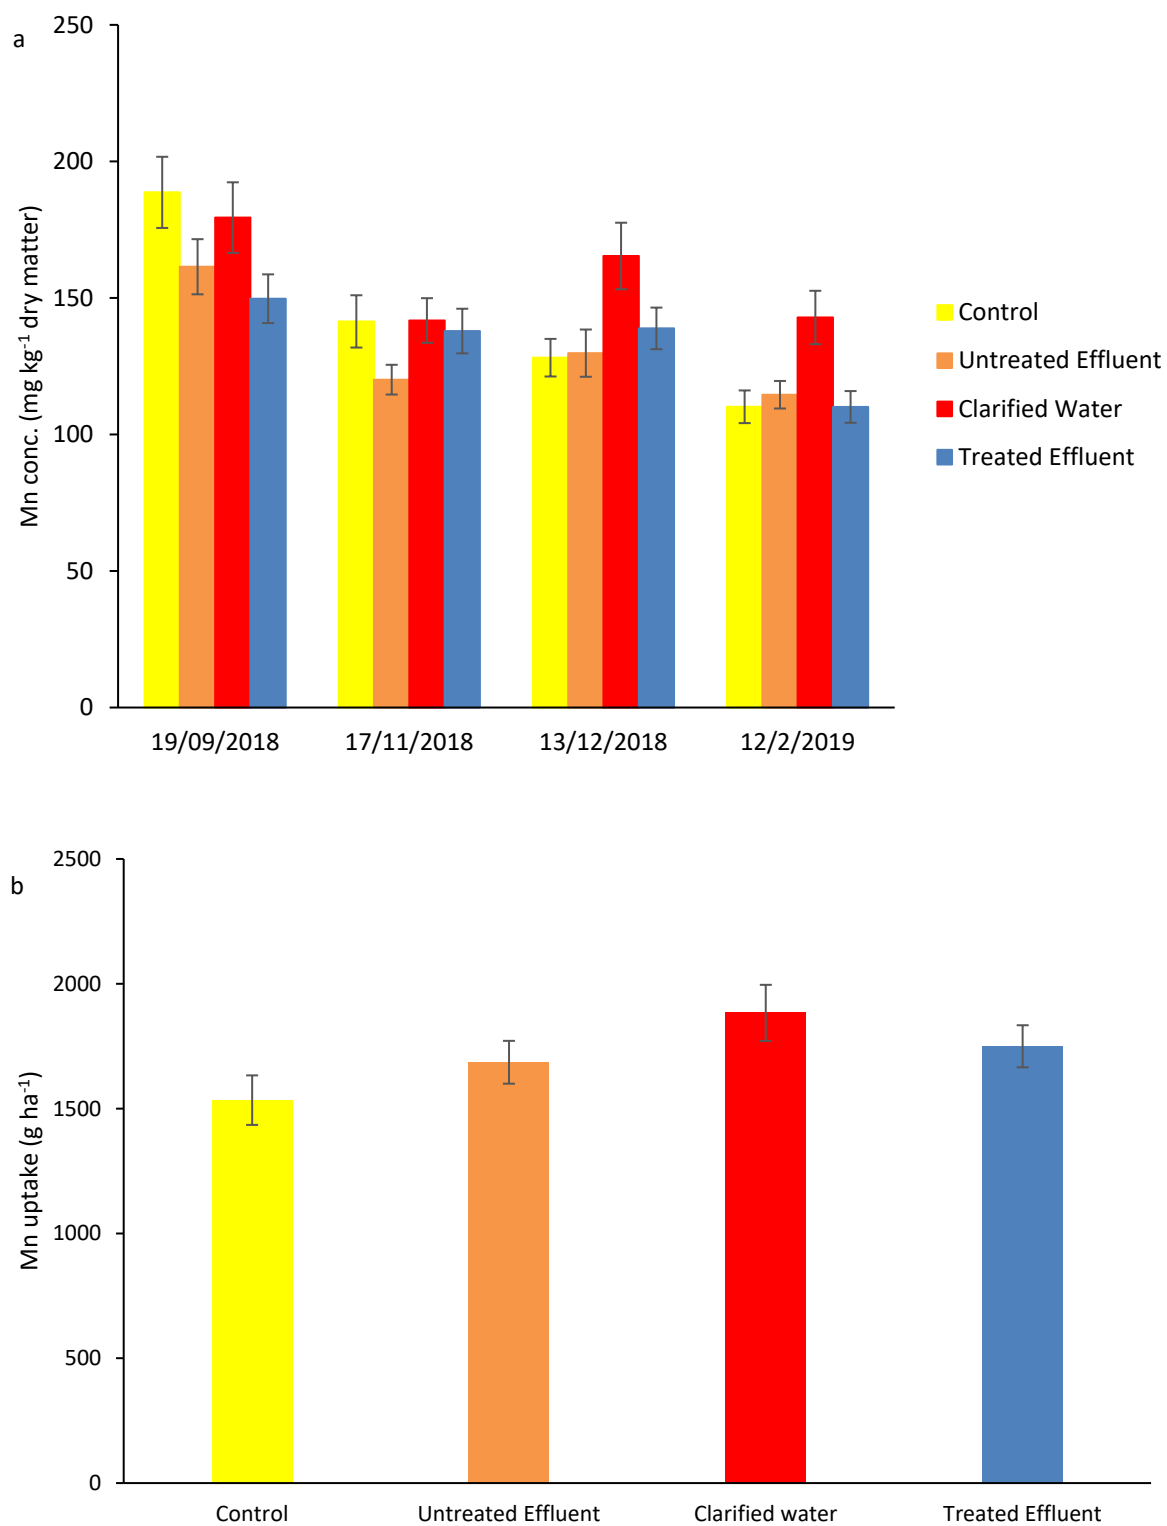 a
Mn conc. (mg kg-1 dry matter)
250
200
150
100
50
0
19/09/2018 17/11/2018 13/12/2018 12/2/2019
Control
Untreated Effluent
Clarified Water
Treated Effluent
b
Mn uptake (g ha-1)
2500
2000
1500
1000
500
0
Control Untreated Effluent Clarified water Treated Effluent